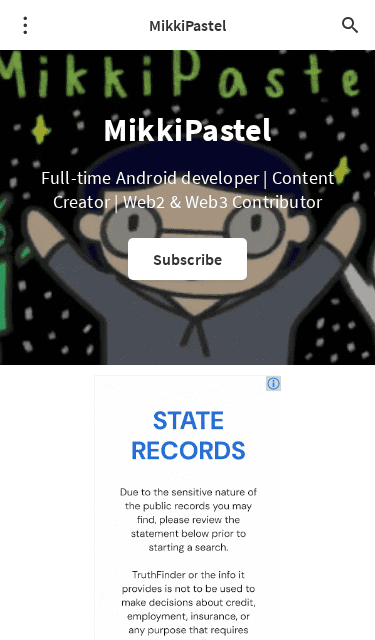 MikkiPastel
MikkiPaste
MikkiPastel
Full-time Android developer | Content
Creator | Web2 & Web3 Contributor
Subscribe
STATE
RECORDS
Due to the sensitive nature of
the public records you may
find, please review the
statement below prior to
starting a search.
TruthFinder or the info it
provides is not to be used to
make decisions about credit,
employment, insurance, or
any purpose that requires